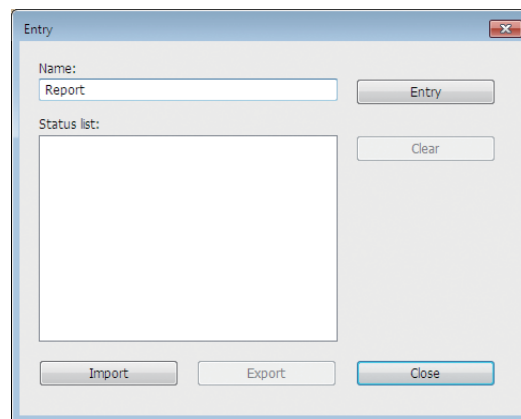 Entry
Name:
Report
Entry
Status list:
Clear
Import
Export
Close